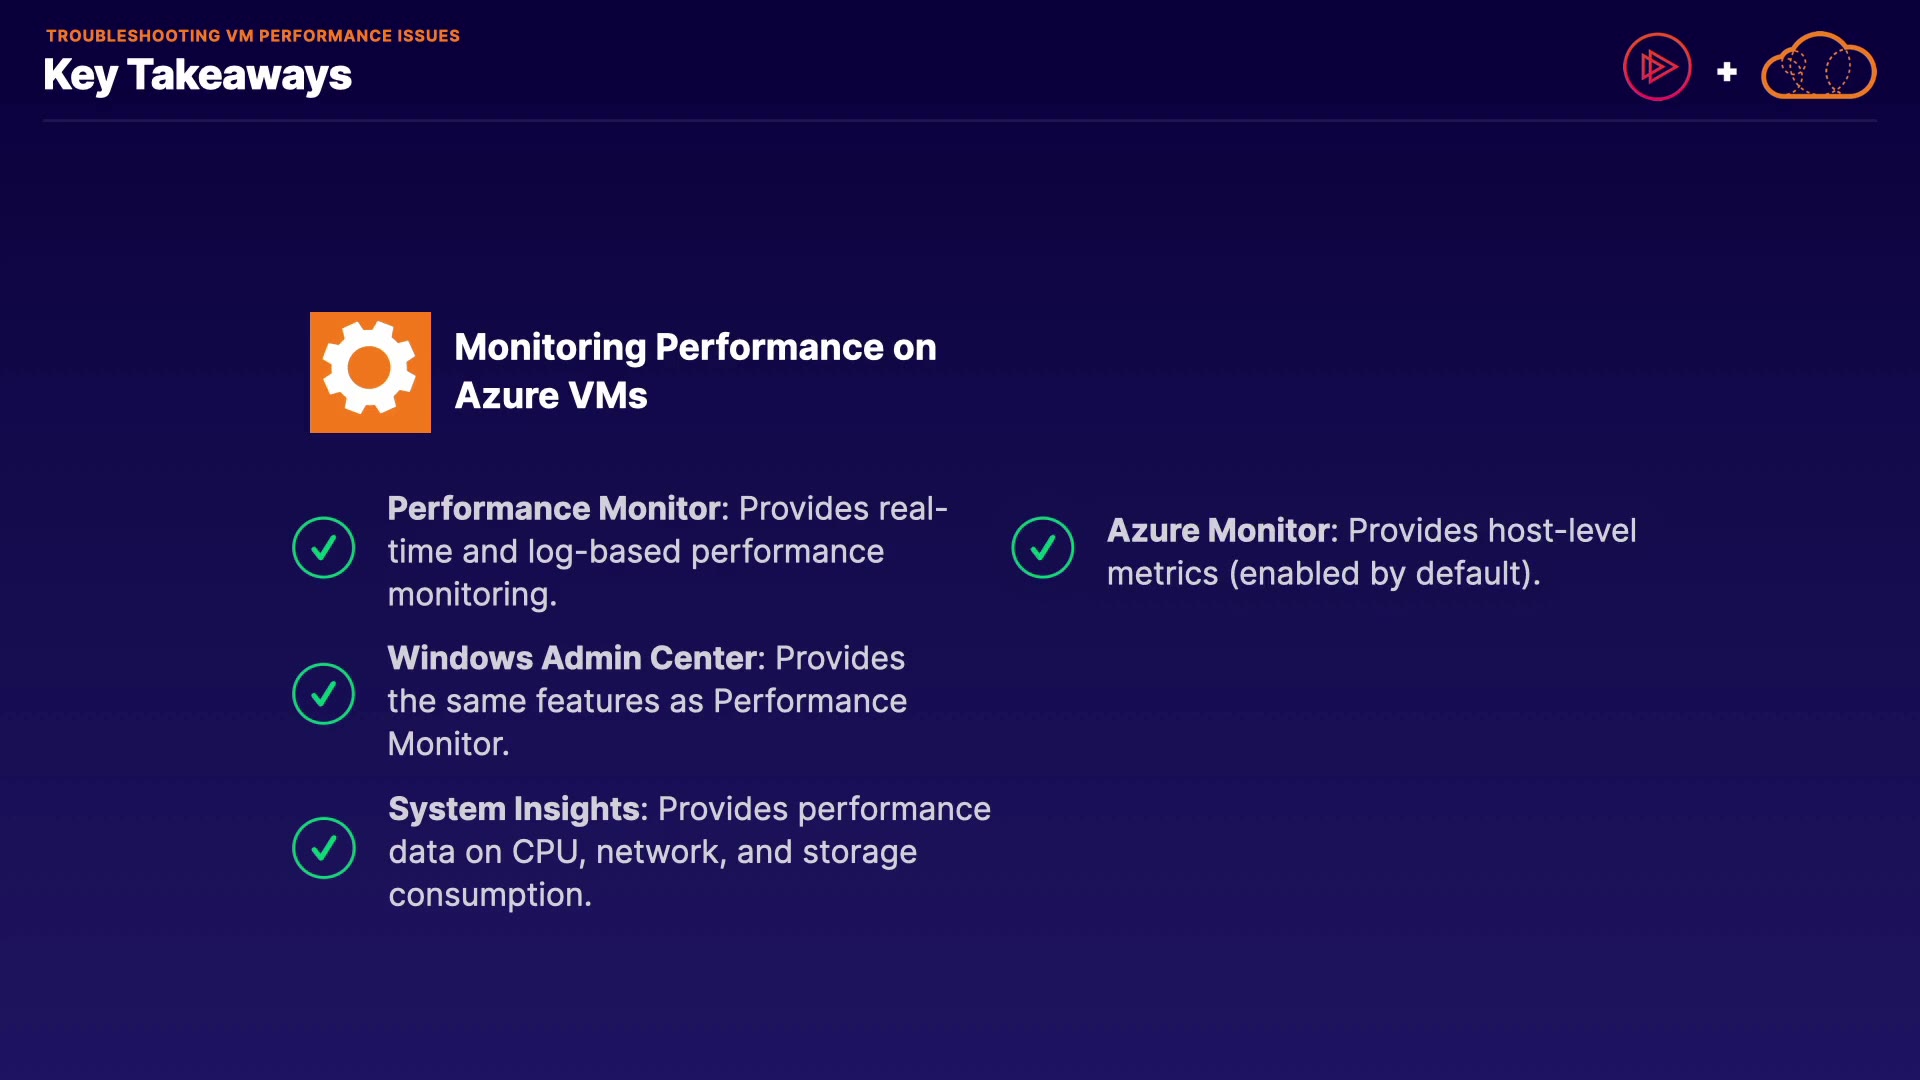 TROUBLESHOOTING VM PERFORMANCE ISSUES
Key Takeaways
Monitoring Performance on
Azure VMs
Performance Monitor: Provides real-
time and log-based performance
monitoring.
Windows Admin Center: Provides
the same features as Performance
Monitor.
System Insights: Provides performance
data on CPU, network, and storage
consumption.
Azure Monitor: Provides host-level
metrics (enabled by default).